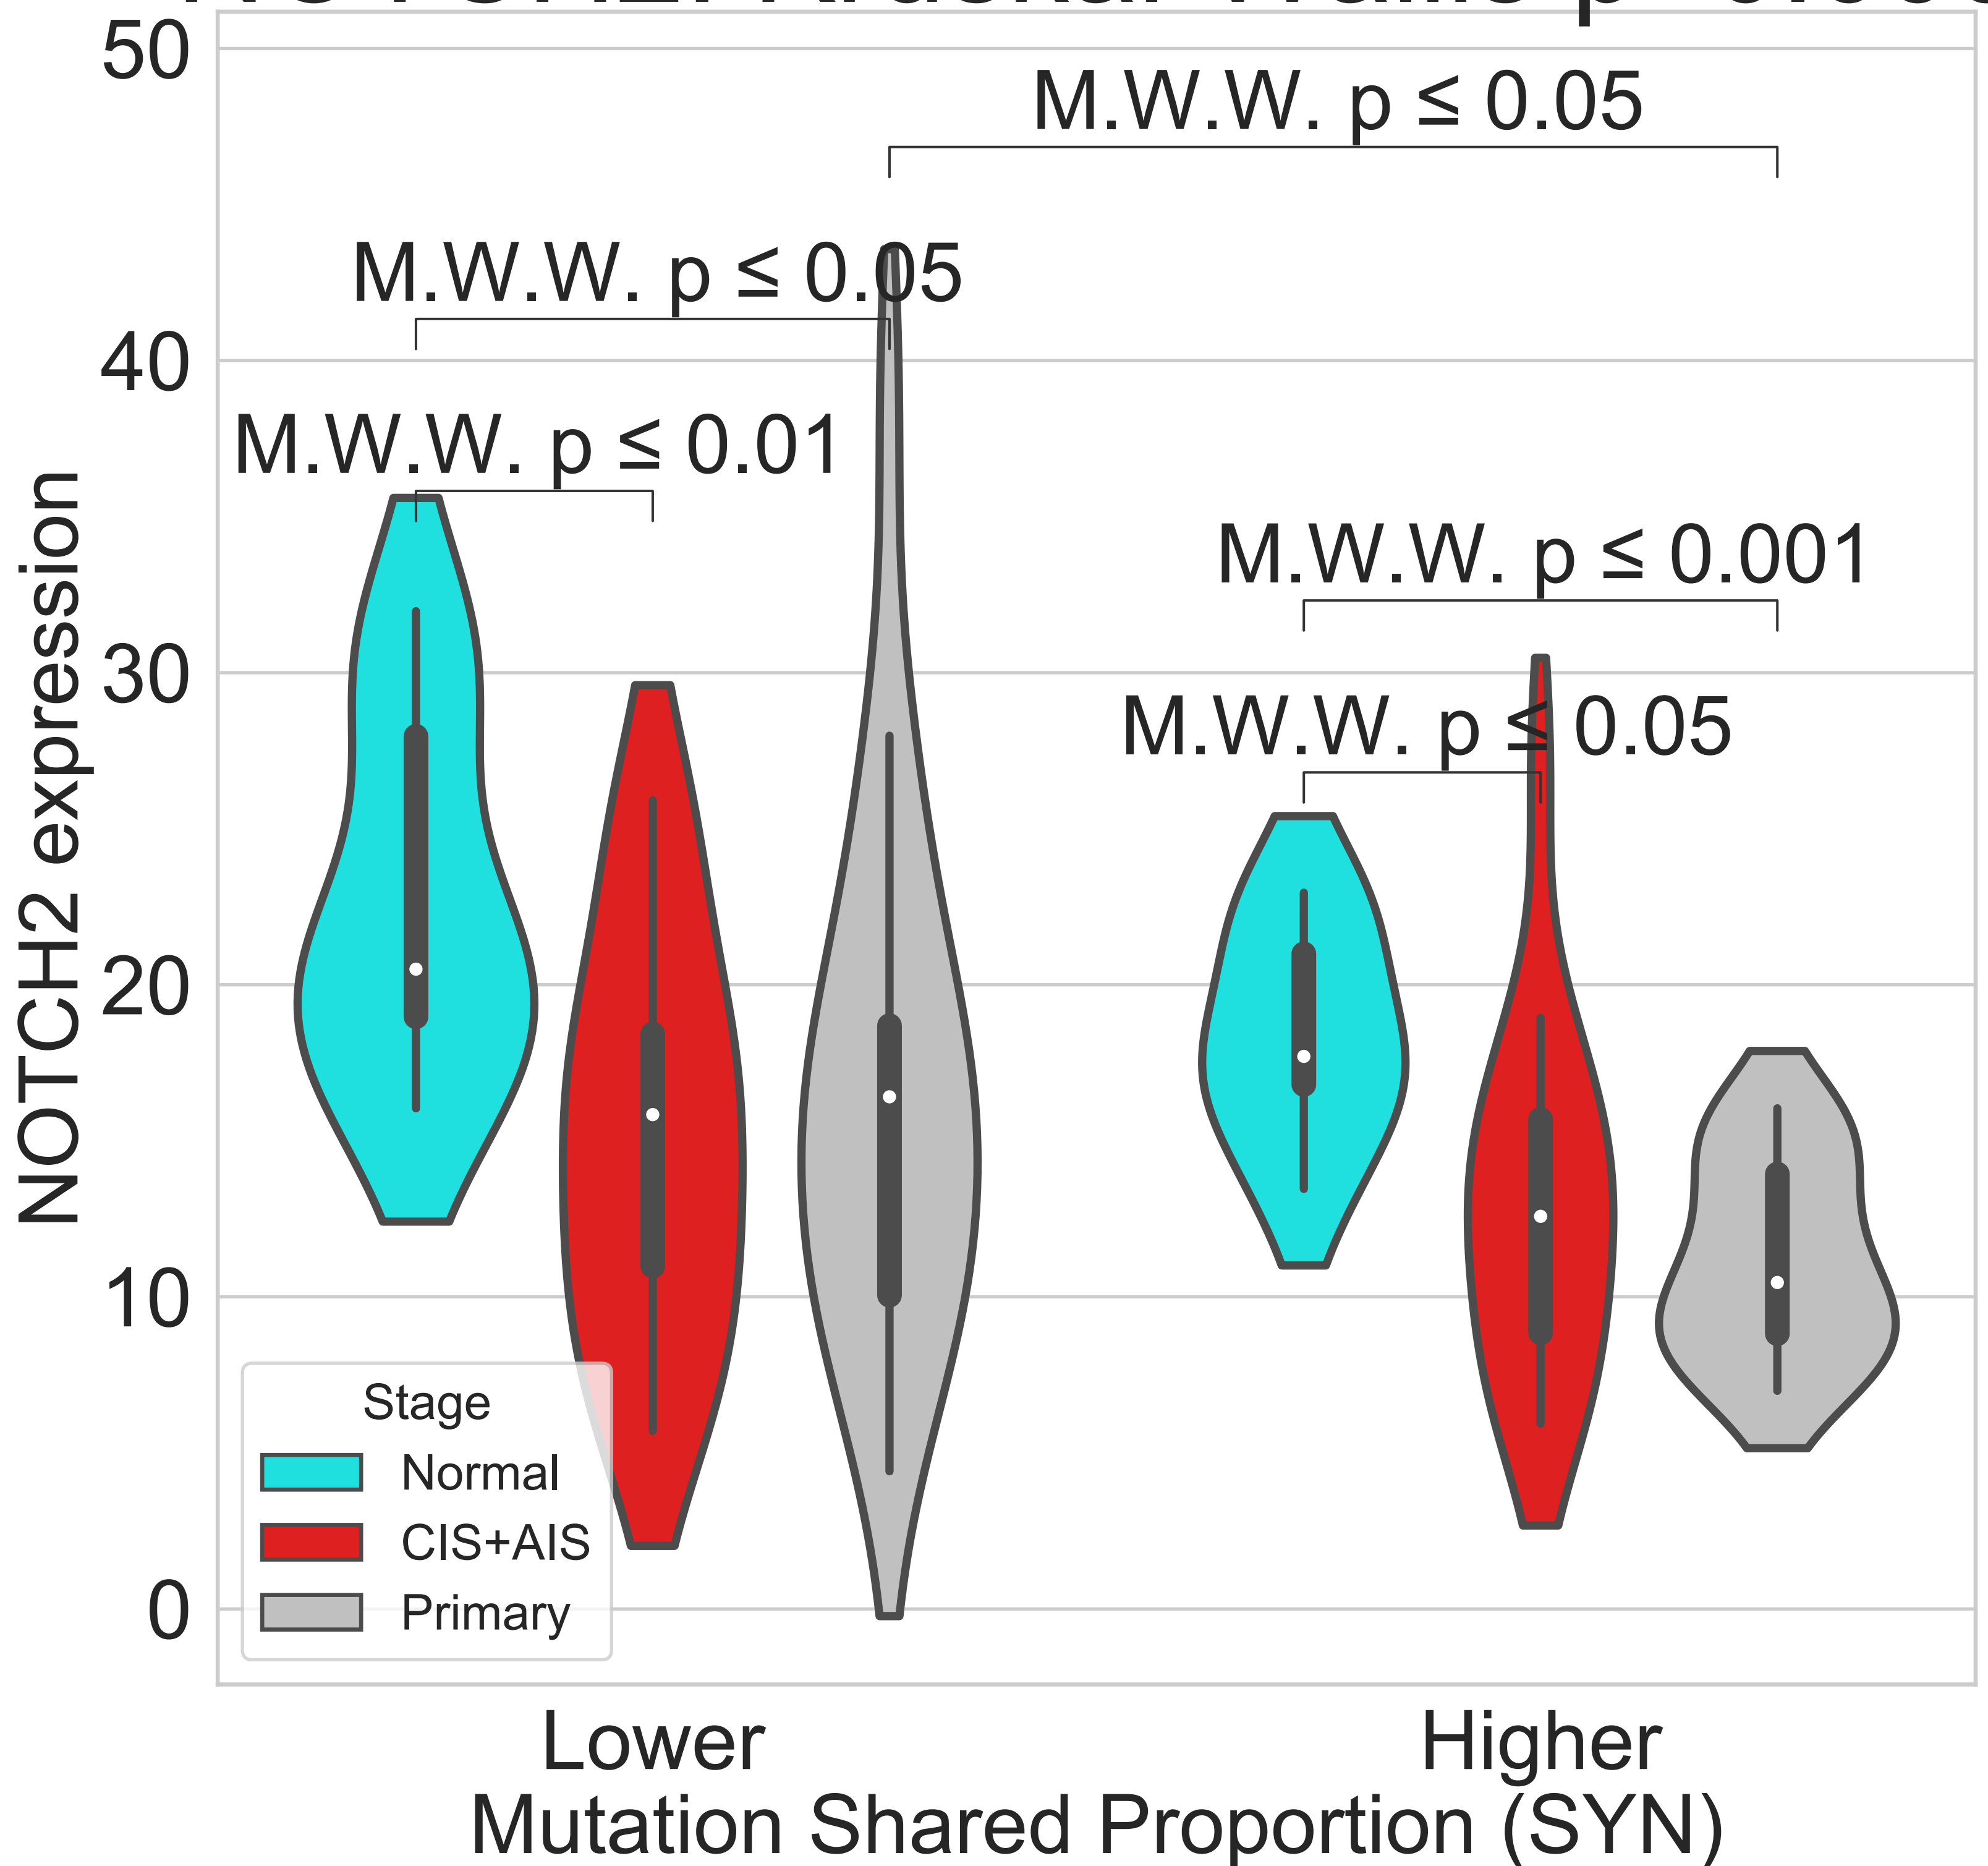 M.W.W. p ≤ 0.05
M.W.W. p ≤ 0.05
M.W.W. p ≤ 0.01
M.W.W. p ≤ 0.001
M.W.W. p ≤ 0.05
50
40
30
20
10
0
NOTCH2 expression
Stage
Normal
CIS+AIS
Primary
Lower
Higher
Mutation Shared Proportion (SYN)